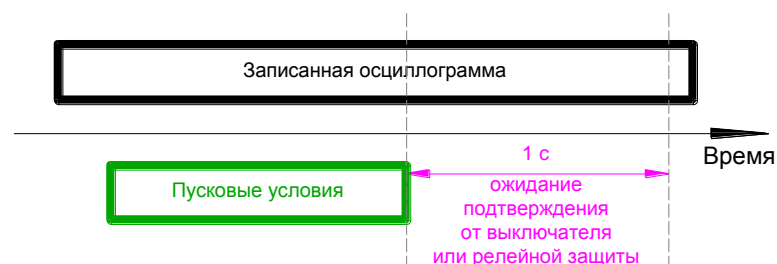 Записанная осциллограмма
Время
Пусковые условия
1 с
ожидание
подтверждения
от выключателя
или релейной защиты